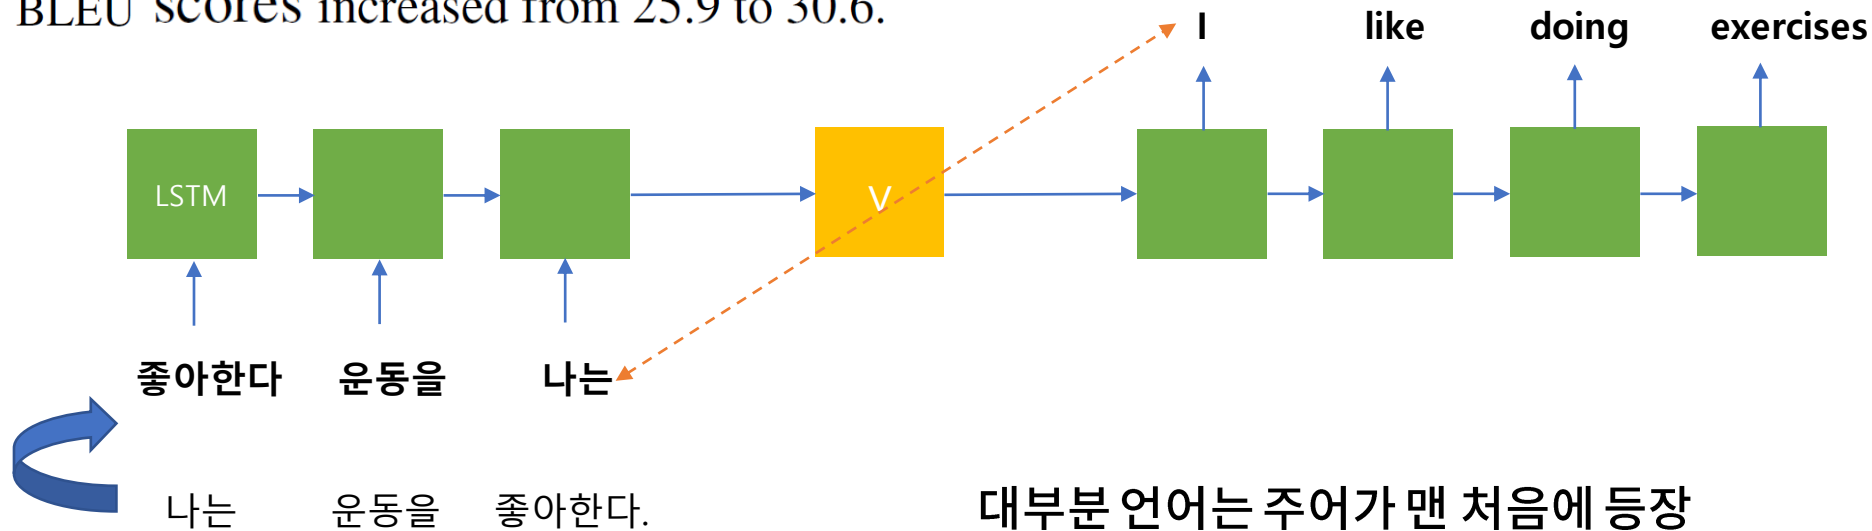 BLEU scores increased from 25.9 to 30.6.
I like doing exercises
LSTM
V
좋아한다 운동을 나는
나는 운동을 좋아한다.
대부분 언어는 주어가 맨 처음에 등장